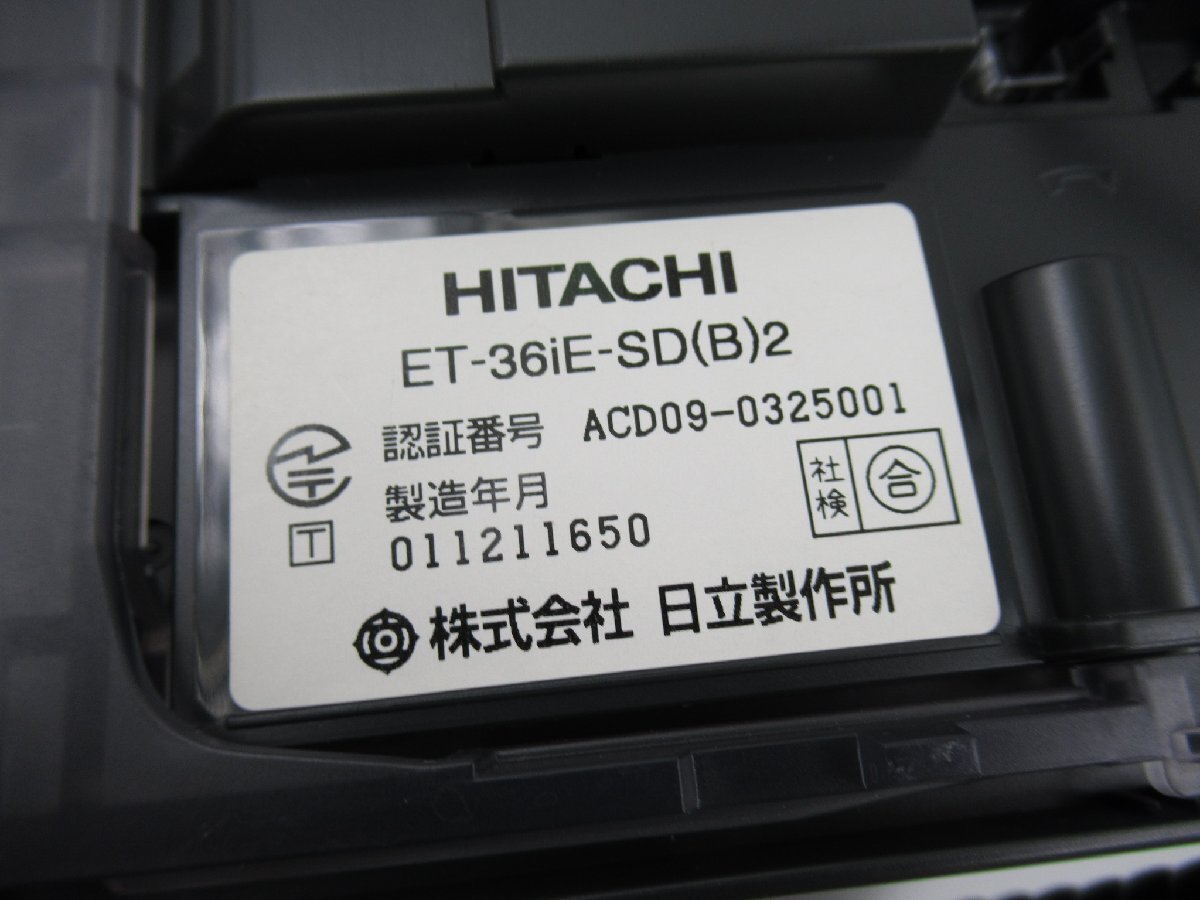 HITACHI
ET-36iE-SD(B)2
認証番号 ACD09-0325001
製造年月
011211650
T
社検 合
株式会社 日立製作所